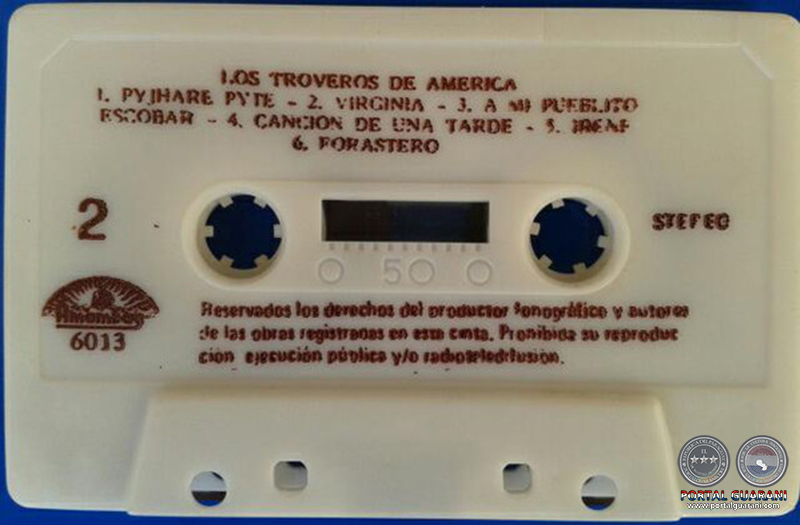 LOS TROVEROS DE AMERICA
1. PYJHARE PYTE - 2. VIRGINIA - 3. A MI PUEBLITO
ESCOBAR - 4. CANCION DE UNA TARDE - 5. IRENE
6. FORASTERO
2
STEREO
6013
50
Reservados los derechos del productor fonográfico y autores
de las obras registradas en esta cinta. Prohibida su reproduc
ción ejecución pública y/o radioteledifusión.
PORTAL GUARANI
www.portalguarani.com